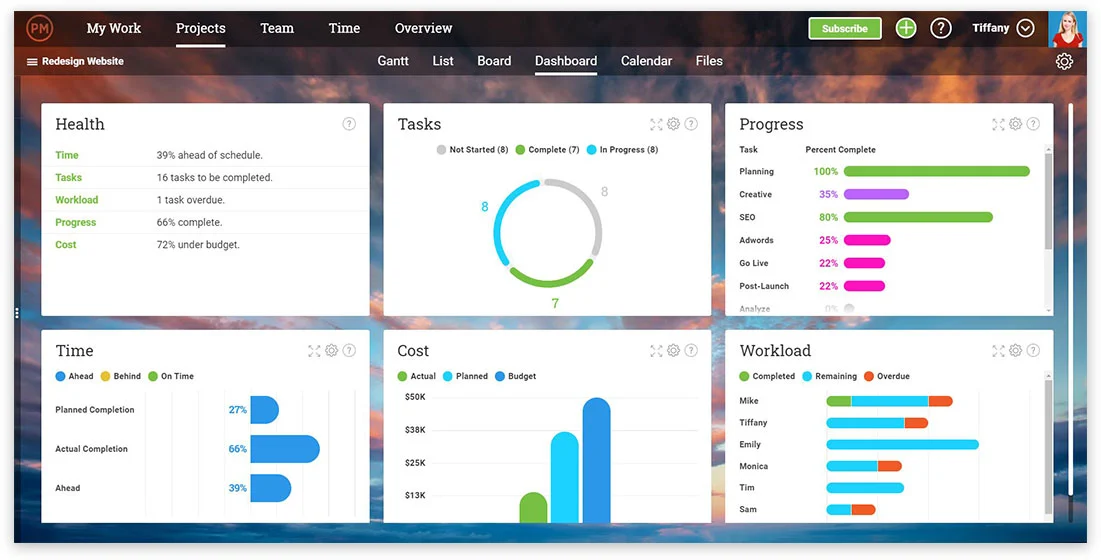 PM My Work Projects Team Time Overview Subscribe Tiffany
Redesign Website Gantt List Board Dashboard Calendar Files
Health ?
Time 39% ahead of schedule.
Tasks 16 tasks to be completed.
Workload 1 task overdue.
Progress 66% complete.
Cost 72% under budget.
Tasks ?
Not Started (8) Complete (7) In Progress (8)
8
8
7
Progress ?
Task Percent Complete
Planning 100%
Creative 35%
SEO 80%
Adwords 25%
Go Live 22%
Post-Launch 22%
Analyze 0%
Time ?
Ahead Behind On Time
Planned Completion 27%
Actual Completion 66%
Ahead 39%
Cost ?
Actual Planned Budget
$50K
$38K
$25K
$13K
Workload ?
Completed Remaining Overdue
Mike
Tiffany
Emily
Monica
Tim
Sam